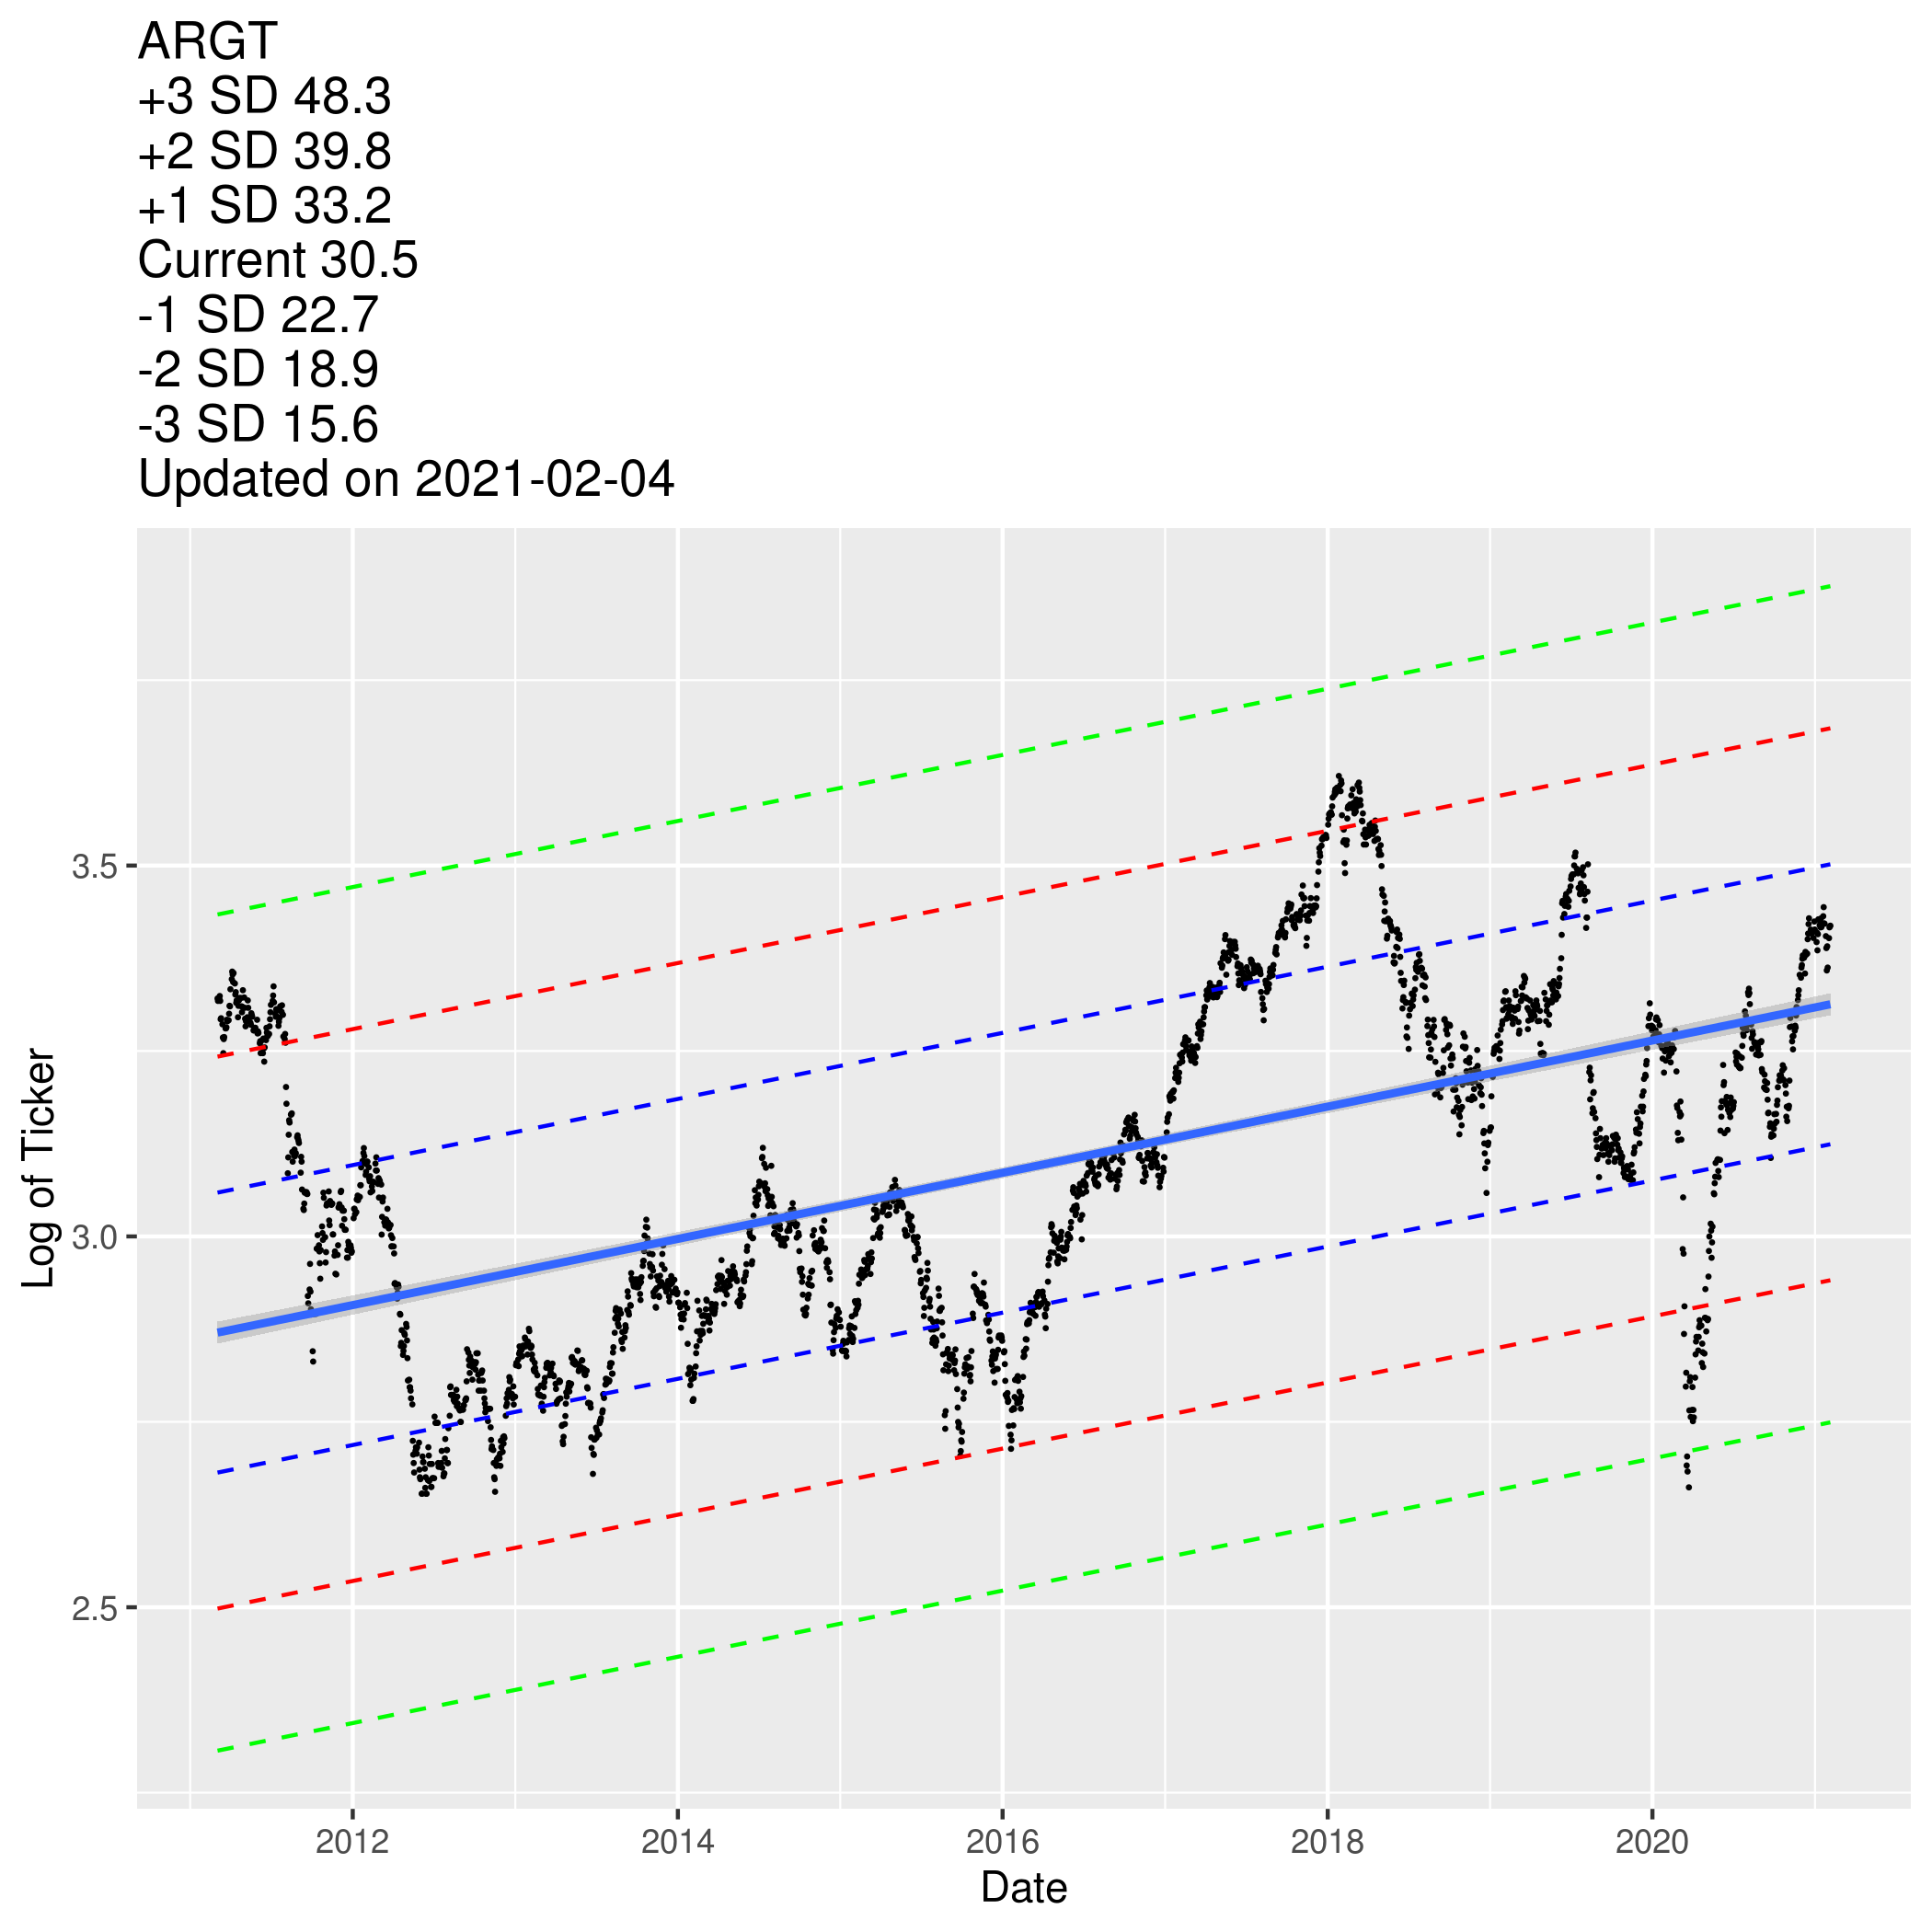 ARGT
+3 SD 48.3
+2 SD 39.8
+1 SD 33.2
Current 30.5
-1 SD 22.7
-2 SD 18.9
-3 SD 15.6
Updated on 2021-02-04
3.5
3.0
2.5
Log of Ticker
2012 2014 2016 2018 2020
Date